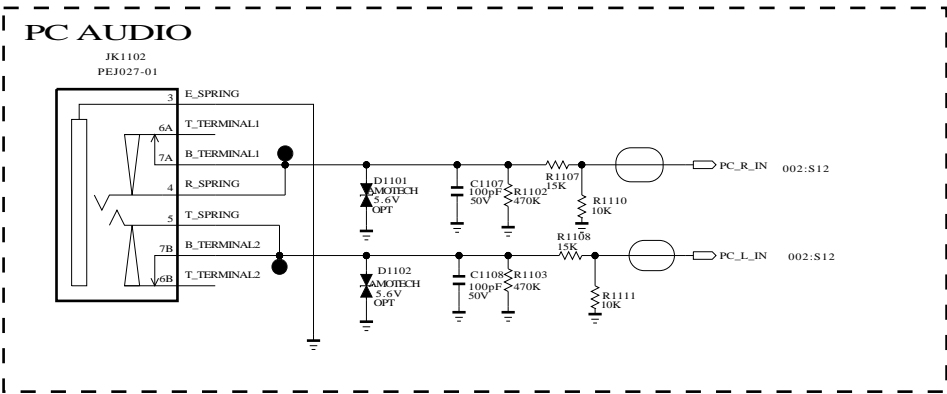 PC AUDIO
JK1102
PEJ027-01
3 E_SPRING
6A T_TERMINAL1
7A B_TERMINAL1
4 R_SPRING
5 T_SPRING
7B B_TERMINAL2
6B T_TERMINAL2
D1101
AMOTECH
5.6V
OPT
C1107
100pF
50V
R1102
470K
R1107
15K
R1110
10K
PC_R_IN 002:S12
D1102
AMOTECH
5.6V
OPT
C1108
100pF
50V
R1103
470K
R1108
15K
R1111
10K
PC_L_IN 002:S12